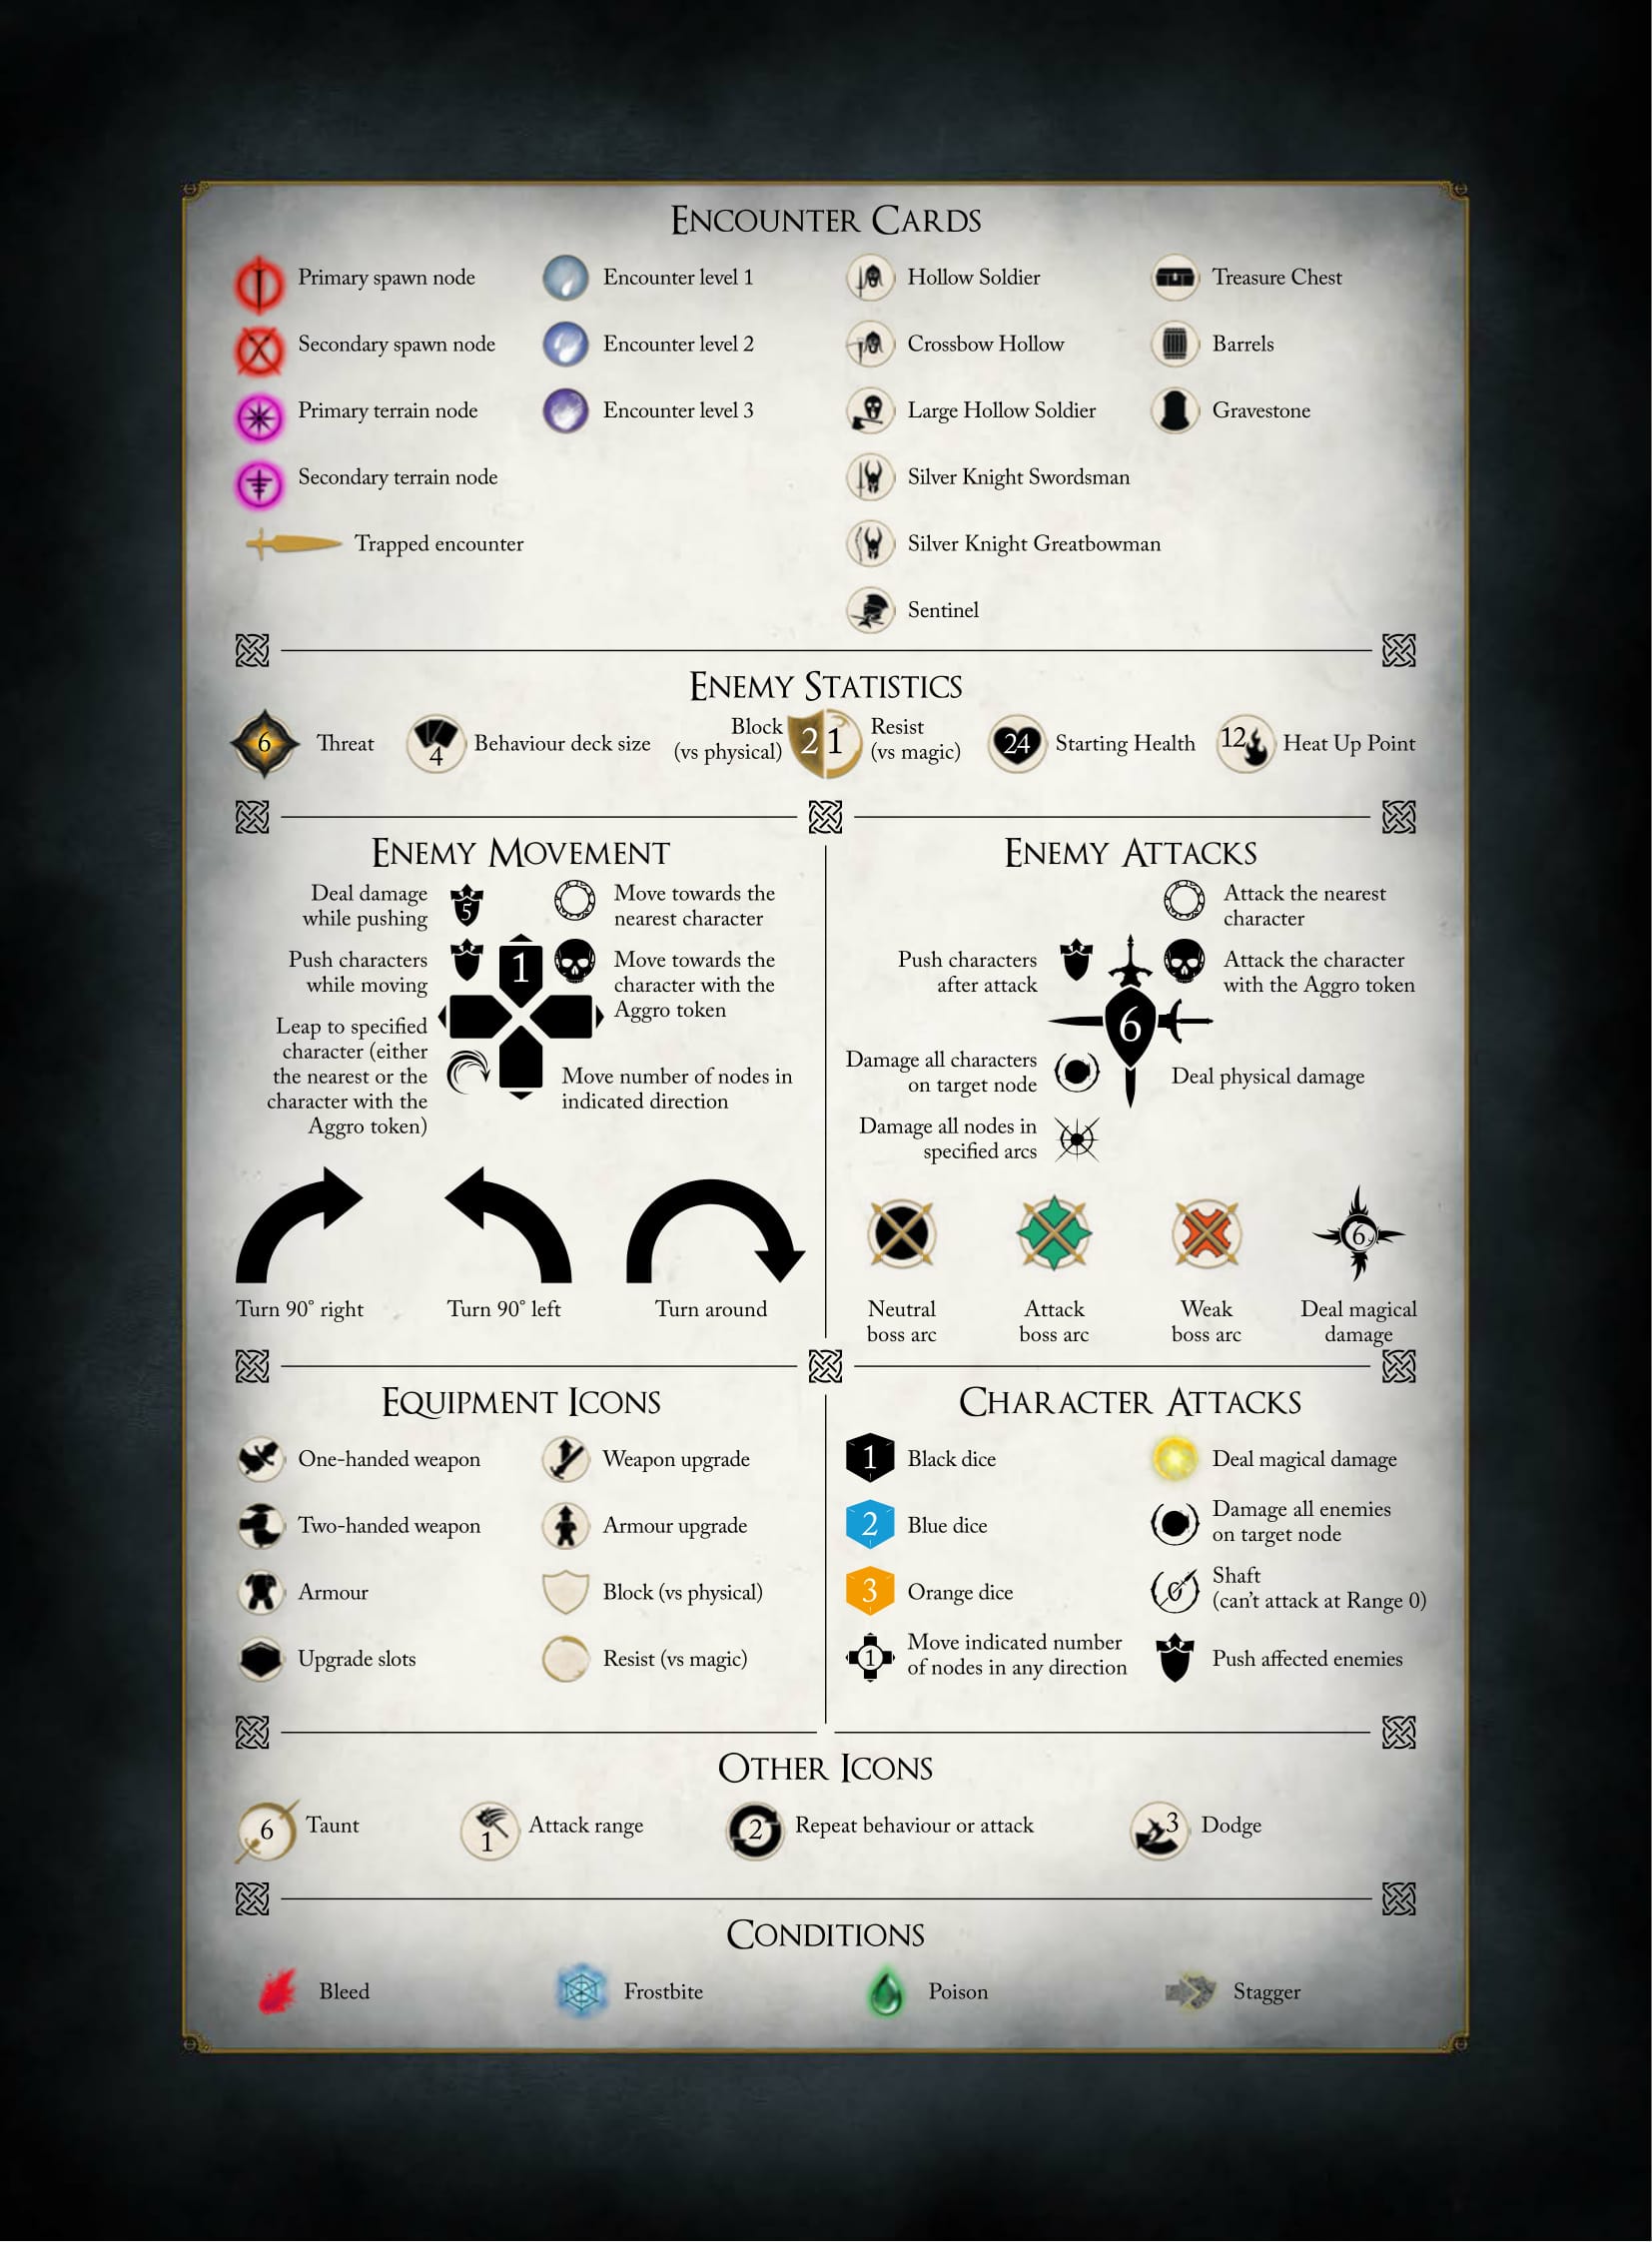 Encounter Cards
Primary spawn node
Secondary spawn node
Primary terrain node
Secondary terrain node
Trapped encounter
Encounter level 1
Encounter level 2
Encounter level 3
Hollow Soldier
Crossbow Hollow
Large Hollow Soldier
Silver Knight Swordsman
Silver Knight Greatbowman
Sentinel
Treasure Chest
Barrels
Gravestone
Enemy Statistics
6
Threat
4
Behaviour deck size
Block
(vs physical)
2 1
Resist
(vs magic)
24
Starting Health
12
Heat Up Point
Enemy Movement
Deal damage
while pushing
5
Push characters
while moving
Leap to specified
character (either
the nearest or the
character with the
Aggro token)
1
Move towards the
nearest character
Move towards the
character with the
Aggro token
Move number of nodes in
indicated direction
Turn 90° right
Turn 90° left
Turn around
Enemy Attacks
Push characters
after attack
Damage all characters
on target node
Damage all nodes in
specified arcs
6
Attack the nearest
character
Attack the character
with the Aggro token
Deal physical damage
Neutral
boss arc
Attack
boss arc
Weak
boss arc
6
Deal magical
damage
Equipment Icons
One-handed weapon
Two-handed weapon
Armour
Upgrade slots
Weapon upgrade
Armour upgrade
Block (vs physical)
Resist (vs magic)
Character Attacks
1
Black dice
2
Blue dice
3
Orange dice
1
Move indicated number
of nodes in any direction
Deal magical damage
Damage all enemies
on target node
0
Shaft
(can't attack at Range 0)
Push affected enemies
Other Icons
6
Taunt
1
Attack range
2
Repeat behaviour or attack
3
Dodge
Conditions
Bleed
Frostbite
Poison
Stagger